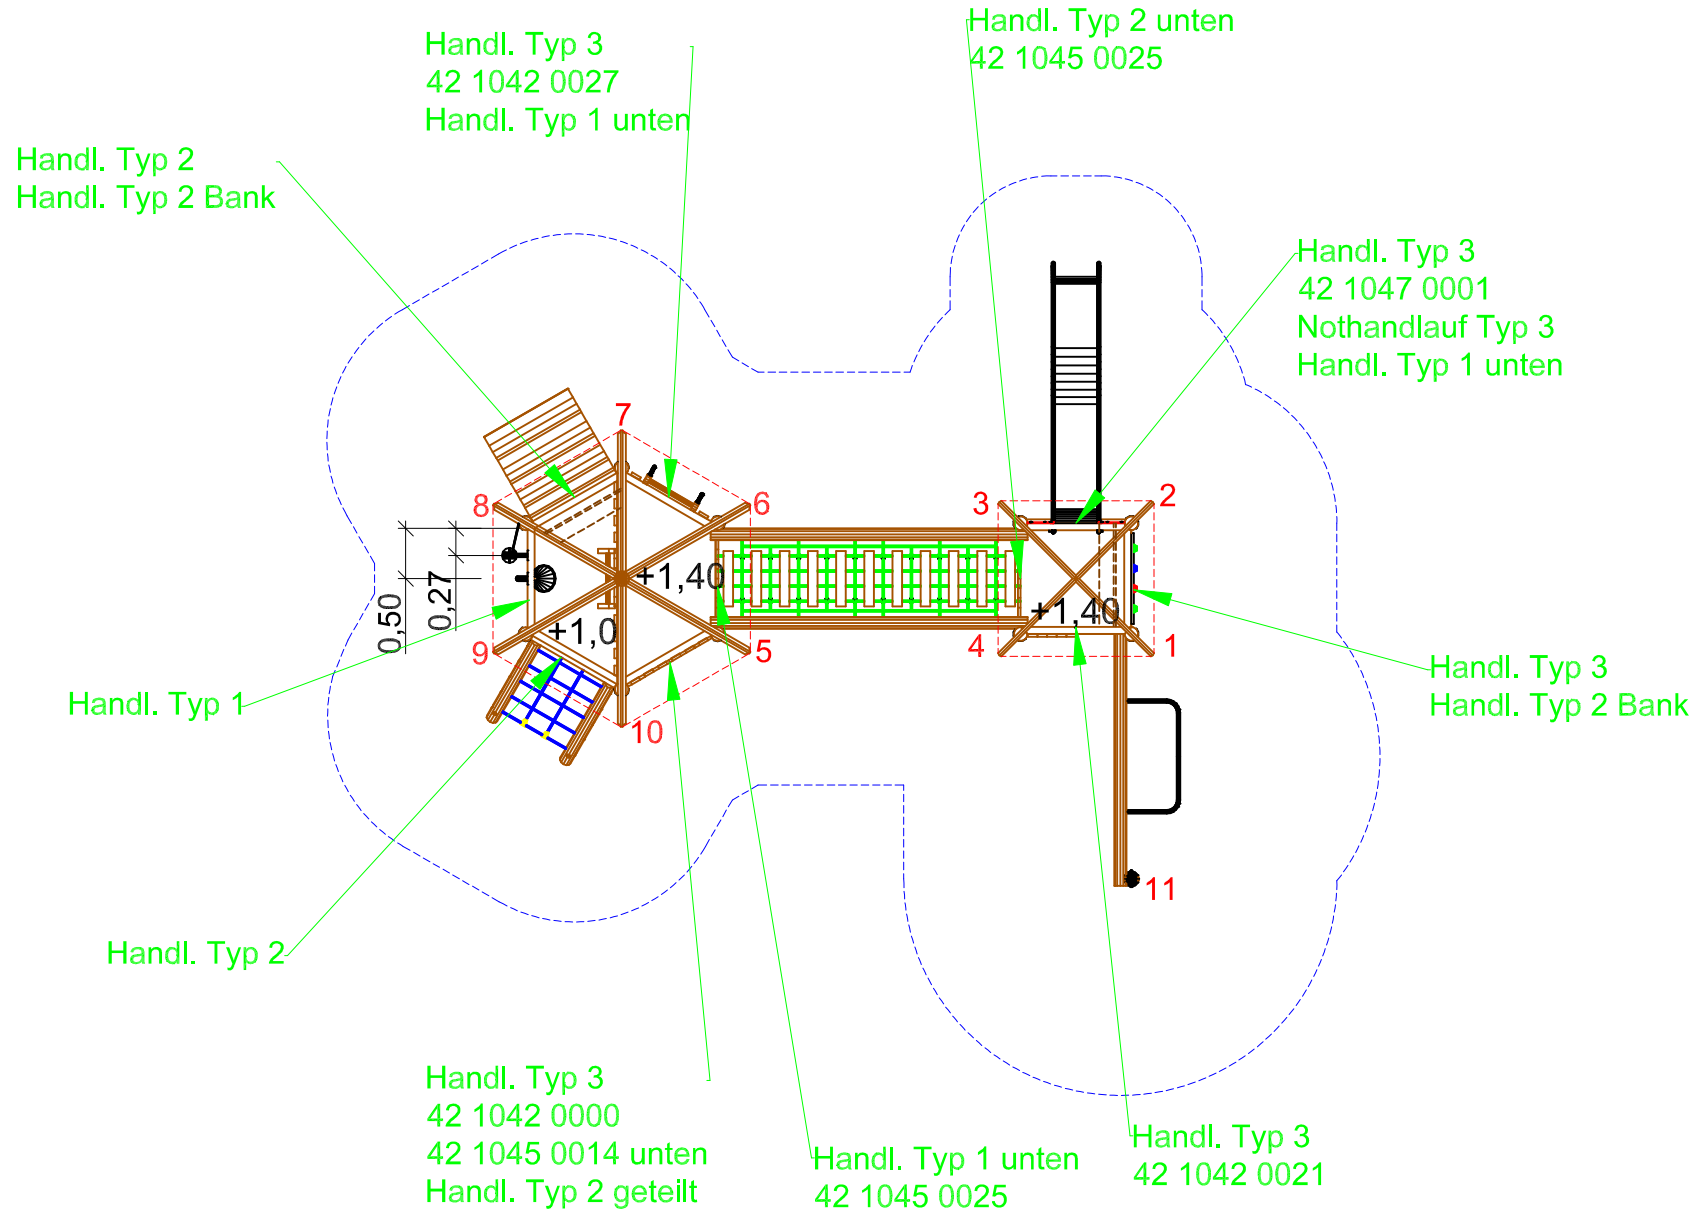 Handl. Typ 2 unten
42 1045 0025
Handl. Typ 3
42 1042 0027
Handl. Typ 1 unten
Handl. Typ 2
Handl. Typ 2 Bank
Handl. Typ 3
42 1047 0001
Nothandlauf Typ 3
Handl. Typ 1 unten
7
8
6
3
2
+1,40
+1,40
+1,0
0,50
0,27
9
5
4
1
10
Handl. Typ 1
Handl. Typ 3
Handl. Typ 2 Bank
11
Handl. Typ 2
Handl. Typ 3
42 1042 0000
42 1045 0014 unten
Handl. Typ 2 geteilt
Handl. Typ 1 unten
42 1045 0025
Handl. Typ 3
42 1042 0021